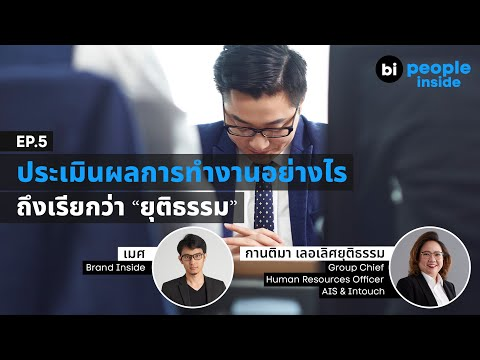 bi people
inside
EP.5
ประเมินผลการทำงานอย่างไร
ถึงเรียกว่า “ยุติธรรม”
เมศ
Brand Inside
กานติมา เลอเลิศยุติธรรม
Group Chief
Human Resources Officer
AIS & Intouch